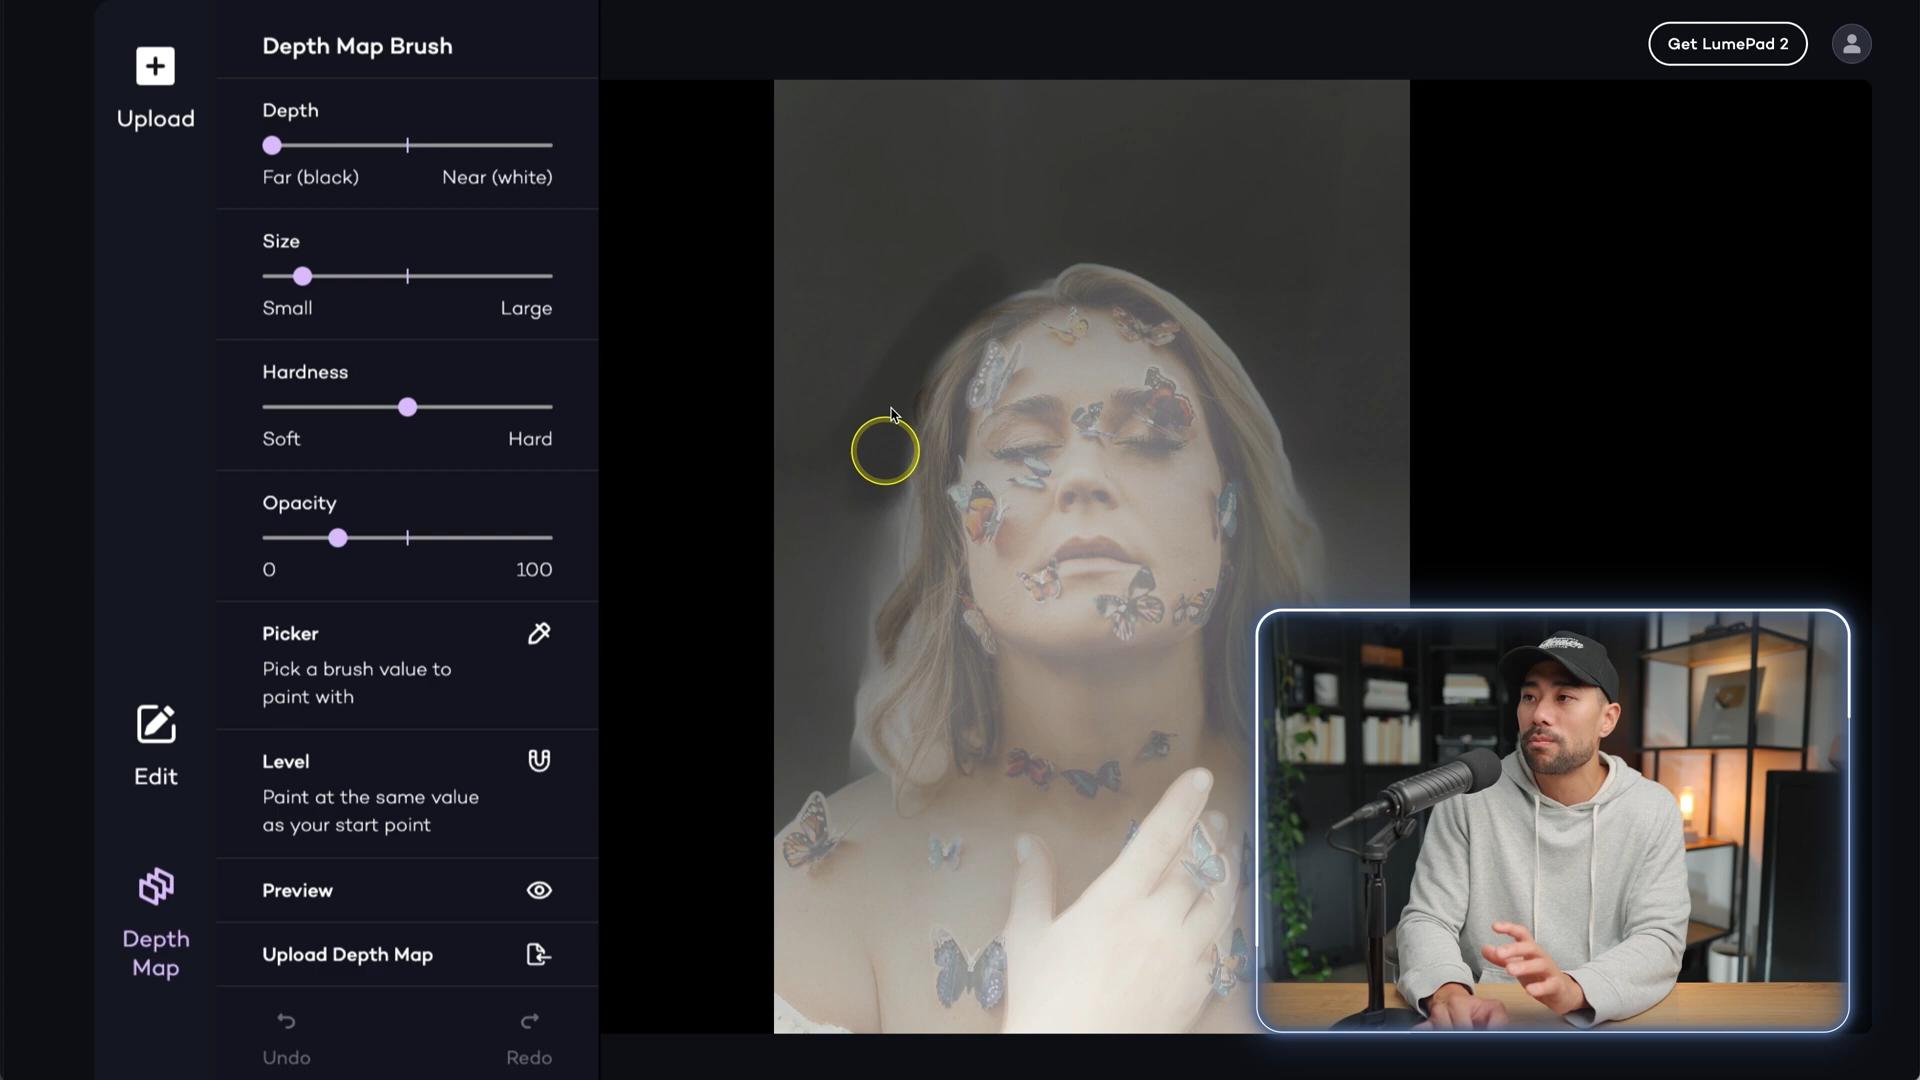 Upload
Edit
Depth
Map
Depth Map Brush
Depth
Far (black)
Near (white)
Size
Small
Large
Hardness
Soft
Hard
Opacity
0
100
Picker
Pick a brush value to
paint with
Level
Paint at the same value
as your start point
Preview
Upload Depth Map
Undo
Redo
Get LumePad 2